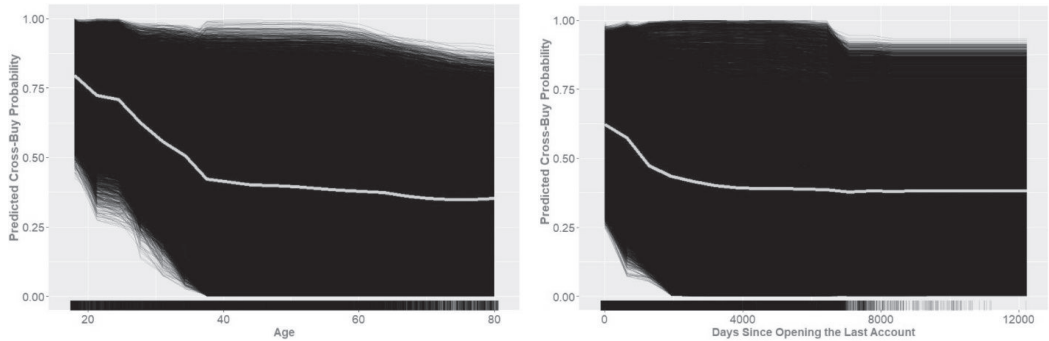 Predicted Cross-Buy Probability
1.00
0.75
0.50
0.25
0.00
20 40 60 80
Age
Predicted Cross-Buy Probability
1.00
0.75
0.50
0.25
0.00
0 4000 8000 12000
Days Since Opening the Last Account